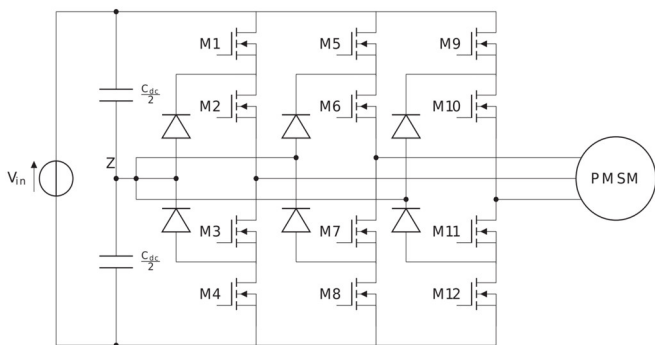 M1 M5 M9
C_dc/2
M2 M6 M10
Z
V_in PMSM
M3 M7 M11
C_dc/2
M4 M8 M12